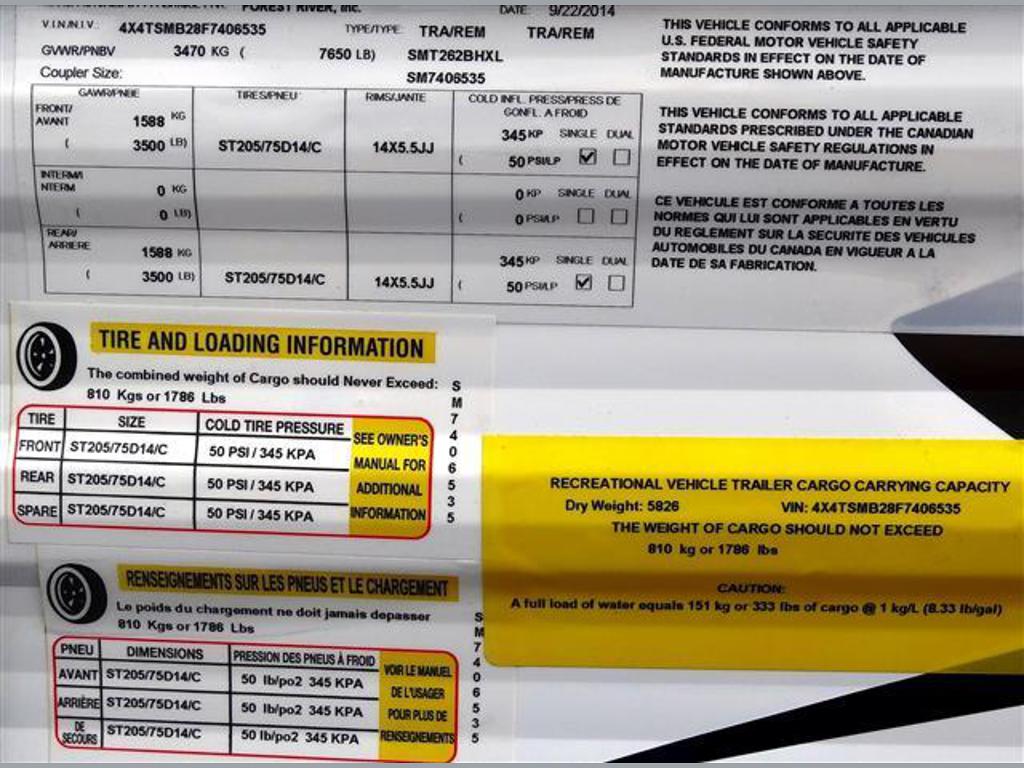 FOREST RIVER, Inc.
DATE: 9/22/2014
V.I.N./N.I.V.: 4X4TSMB28F7406535 TYPE/TYPE: TRA/REM TRA/REM
GVWR/PNBV 3470 KG ( 7650 LB) SMT262BHXL
Coupler Size: SM7406535
GAWR/PNBE TIRES/PNEU RIMS/JANTE COLD INFL. PRESS/PRESS DE
GONFL. A FROID
FRONT/
AVANT 1588 KG 345 KP SINGLE DUAL
( 3500 LB) ST205/75D14/C 14X5.5JJ ( 50 PSI/LP
INTERM/I
NTERM 0 KG 0 KP SINGLE DUAL
( 0 LB) ( 0 PSI/LP
REAR/
ARRIERE 1588 KG 345 KP SINGLE DUAL
( 3500 LB) ST205/75D14/C 14X5.5JJ ( 50 PSI/LP
THIS VEHICLE CONFORMS TO ALL APPLICABLE
U.S. FEDERAL MOTOR VEHICLE SAFETY
STANDARDS IN EFFECT ON THE DATE OF
MANUFACTURE SHOWN ABOVE.
THIS VEHICLE CONFORMS TO ALL APPLICABLE
STANDARDS PRESCRIBED UNDER THE CANADIAN
MOTOR VEHICLE SAFETY REGULATIONS IN
EFFECT ON THE DATE OF MANUFACTURE.
CE VEHICULE EST CONFORME A TOUTES LES
NORMES QUI LUI SONT APPLICABLES EN VERTU
DU REGLEMENT SUR LA SECURITE DES VEHICULES
AUTOMOBILES DU CANADA EN VIGUEUR A LA
DATE DE SA FABRICATION.
TIRE AND LOADING INFORMATION
The combined weight of Cargo should Never Exceed:
810 Kgs or 1786 Lbs
TIRE SIZE COLD TIRE PRESSURE
FRONT ST205/75D14/C 50 PSI / 345 KPA
REAR ST205/75D14/C 50 PSI / 345 KPA
SPARE ST205/75D14/C 50 PSI / 345 KPA
SEE OWNER'S
MANUAL FOR
ADDITIONAL
INFORMATION
SM7406535
RECREATIONAL VEHICLE TRAILER CARGO CARRYING CAPACITY
Dry Weight: 5826 VIN: 4X4TSMB28F7406535
THE WEIGHT OF CARGO SHOULD NOT EXCEED
810 kg or 1786 lbs
CAUTION:
A full load of water equals 151 kg or 333 lbs of cargo @ 1 kg/L (8.33 lb/gal)
RENSEIGNEMENTS SUR LES PNEUS ET LE CHARGEMENT
Le poids du chargement ne doit jamais depasser
810 Kgs or 1786 Lbs
PNEU DIMENSIONS PRESSION DES PNEUS À FROID
AVANT ST205/75D14/C 50 lb/po2 345 KPA
ARRIÈRE ST205/75D14/C 50 lb/po2 345 KPA
DE
SECOURS ST205/75D14/C 50 lb/po2 345 KPA
VOIR LE MANUEL
DE L'USAGER
POUR PLUS DE
RENSEIGNEMENTS
SM7406535